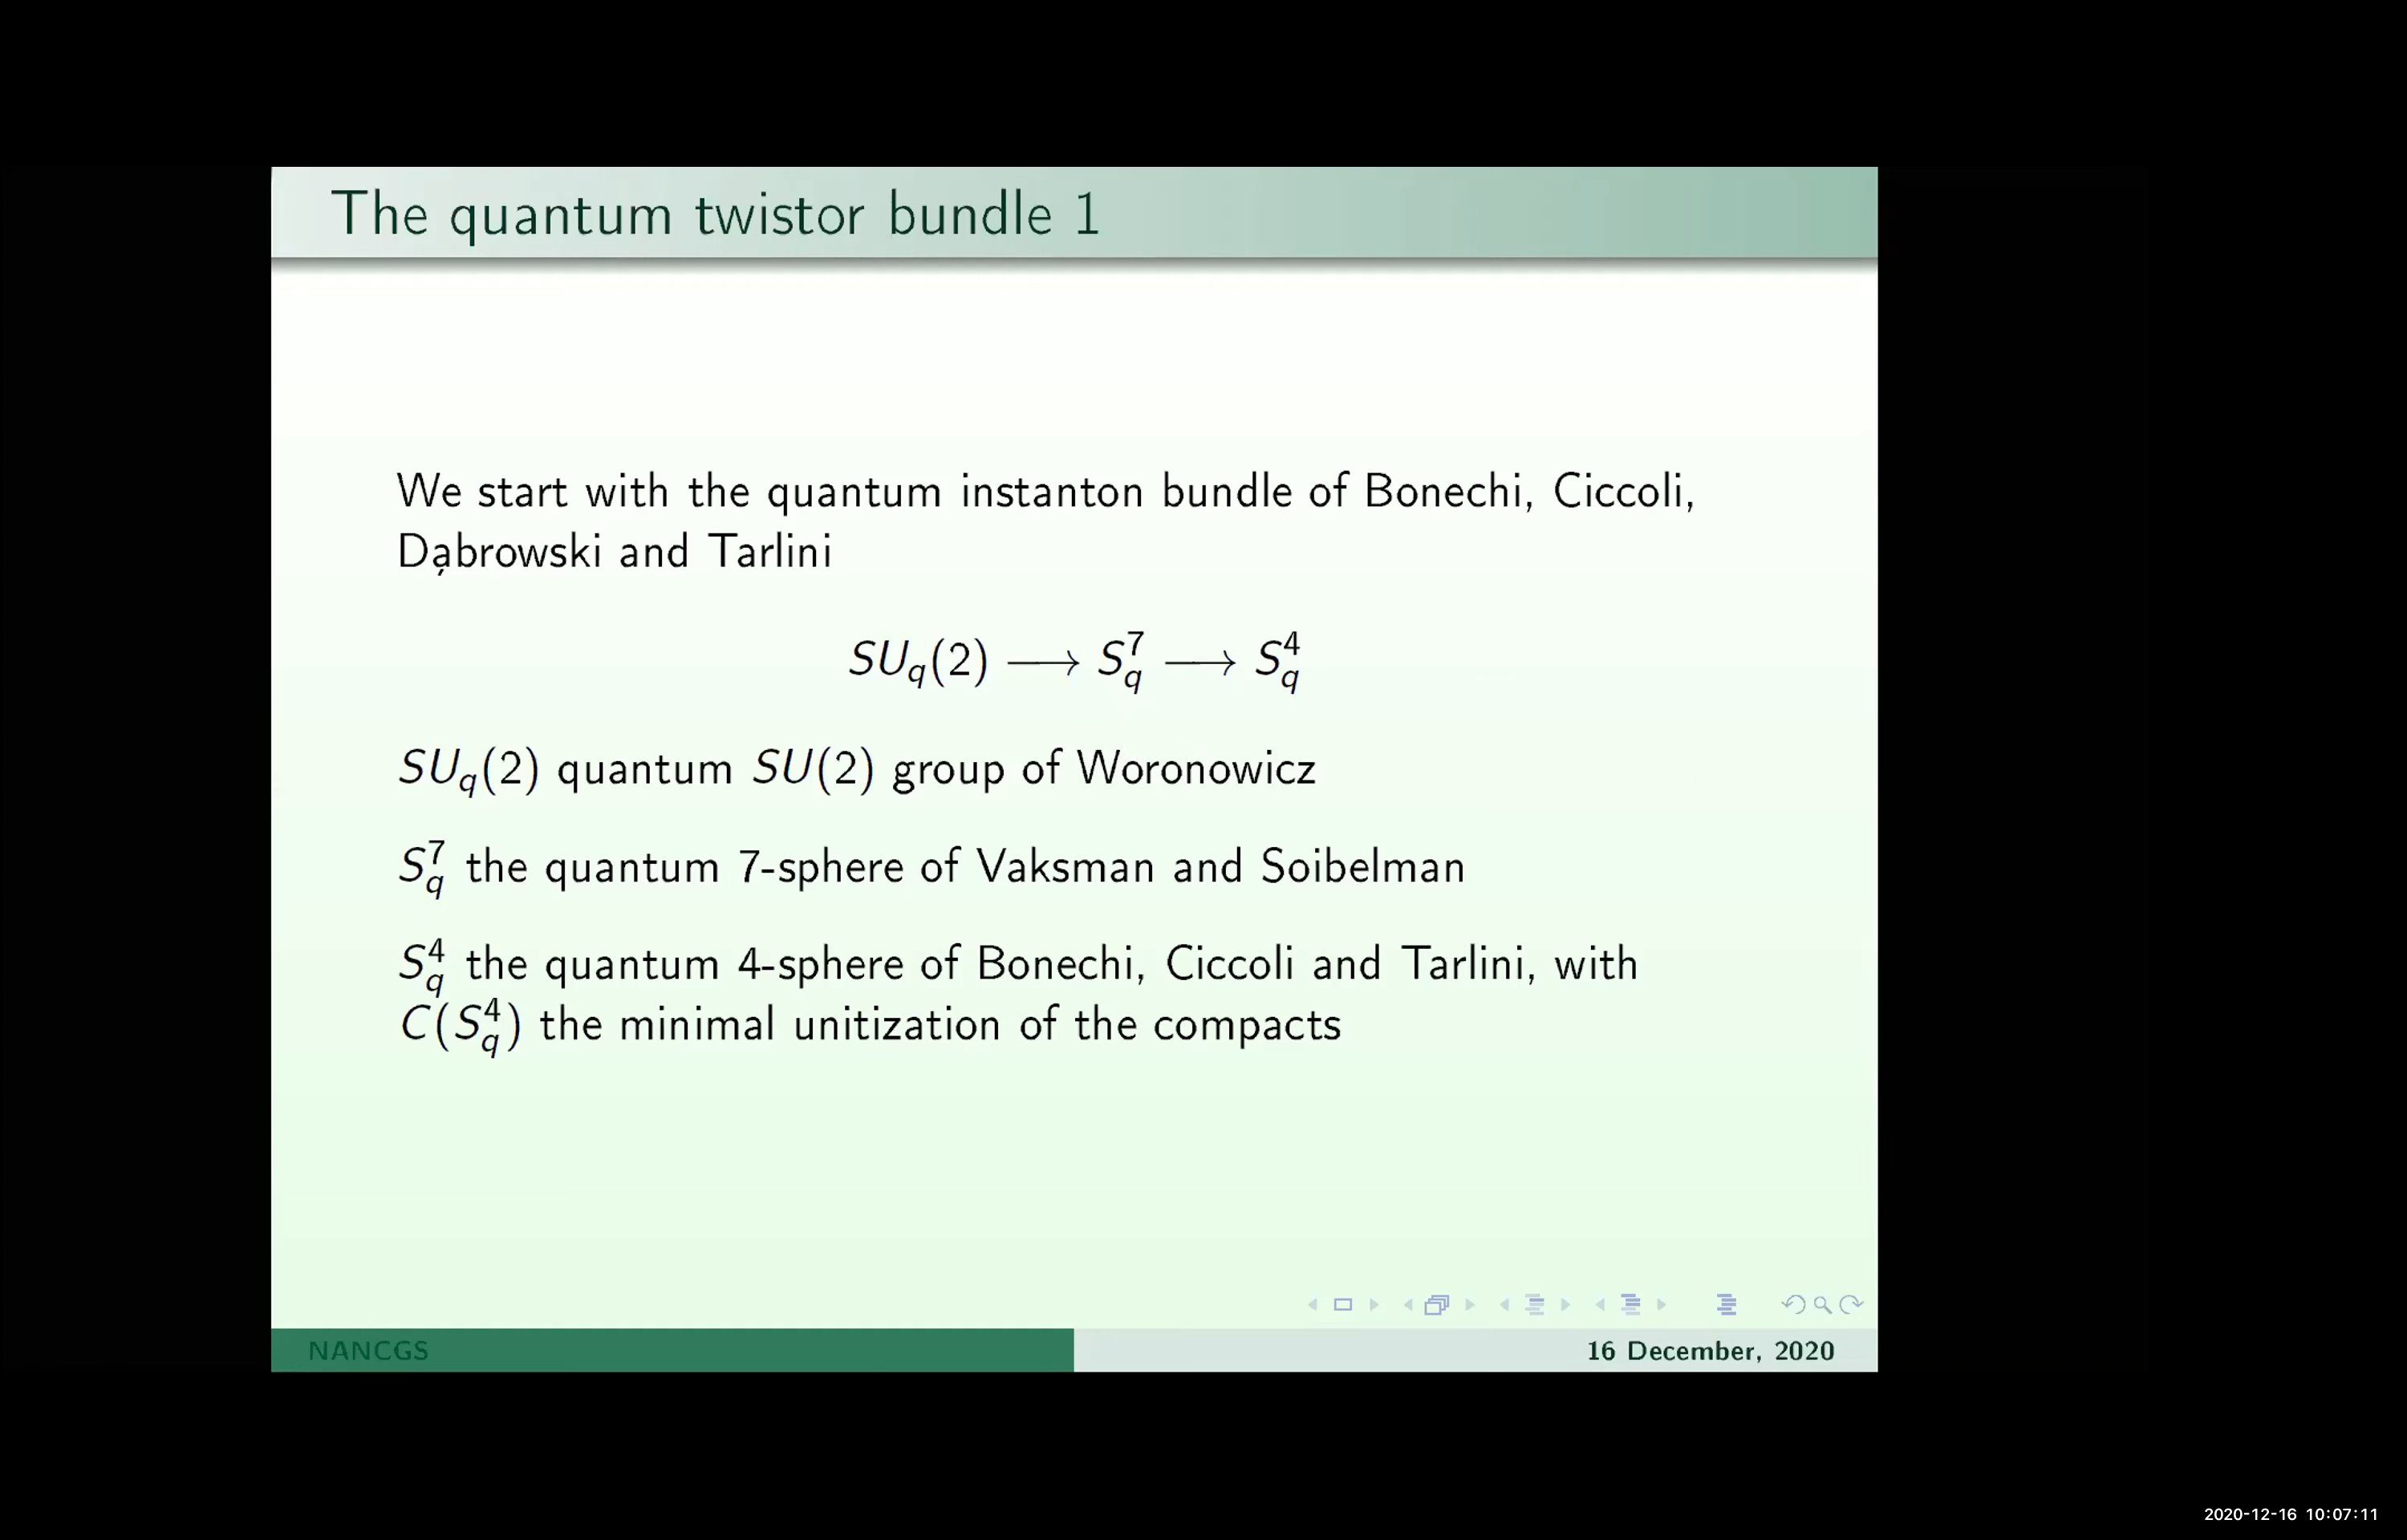 The quantum twistor bundle 1
We start with the quantum instanton bundle of Bonechi, Ciccoli,
Dąbrowski and Tarlini
$SU_q(2) \longrightarrow S^7_q \longrightarrow S^4_q$
$SU_q(2)$ quantum $SU(2)$ group of Woronowicz
$S^7_q$ the quantum 7-sphere of Vaksman and Soibelman
$S^4_q$ the quantum 4-sphere of Bonechi, Ciccoli and Tarlini, with
$C(S^4_q)$ the minimal unitization of the compacts
NANCGS
16 December, 2020
2020-12-16 10:07:11